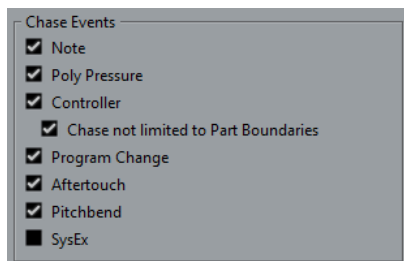 Chase Events
Note
Poly Pressure
Controller
Chase not limited to Part Boundaries
Program Change
Aftertouch
Pitchbend
SysEx